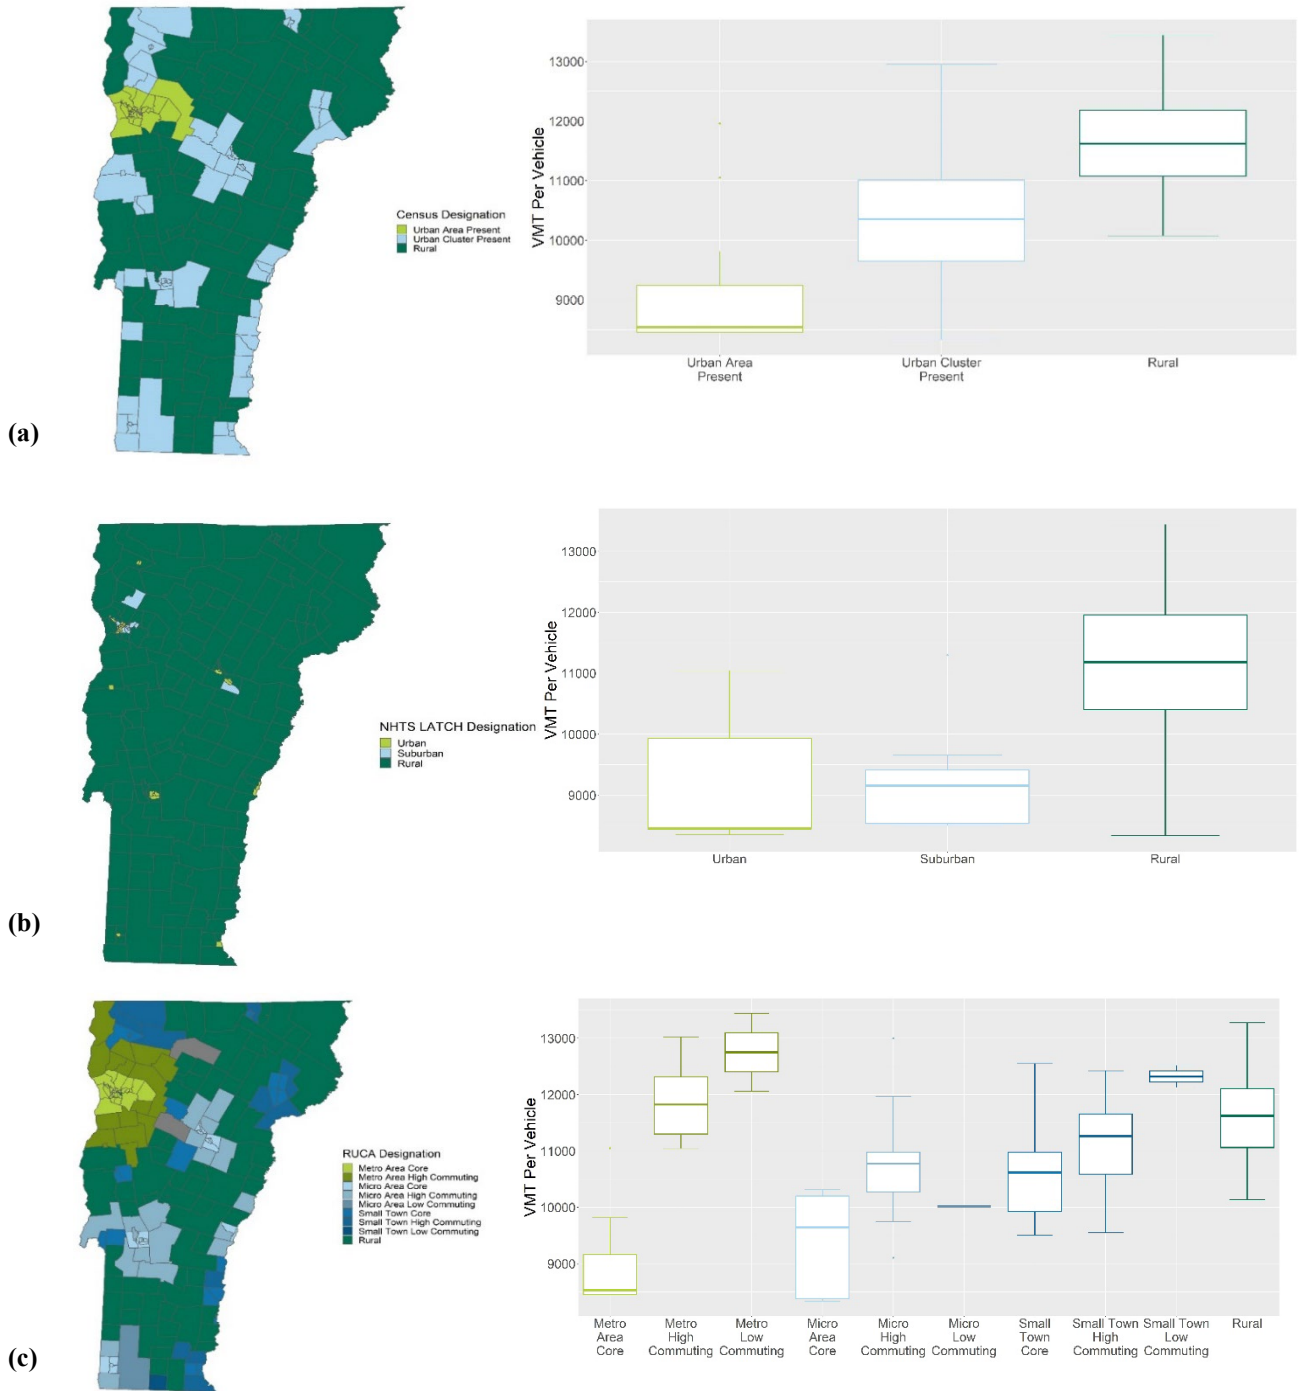 Census Designation
Urban Area Present
Urban Cluster Present
Rural
VMT Per Vehicle
13000
12000
11000
10000
9000
Urban Area
Present
Urban Cluster
Present
Rural
(a)
NHTS LATCH Designation
Urban
Suburban
Rural
VMT Per Vehicle
13000
12000
11000
10000
9000
Urban
Suburban
Rural
(b)
RUCA Designation
Metro Area Core
Metro Area High Commuting
Micro Area Core
Micro Area High Commuting
Micro Area Low Commuting
Small Town Core
Small Town High Commuting
Small Town Low Commuting
Rural
VMT Per Vehicle
13000
12000
11000
10000
9000
Metro
Area
Core
Metro
High
Commuting
Metro
Low
Commuting
Micro
Area
Core
Micro
High
Commuting
Micro
Low
Commuting
Small
Town
Core
Small Town
High
Commuting
Small Town
Low
Commuting
Rural
(c)